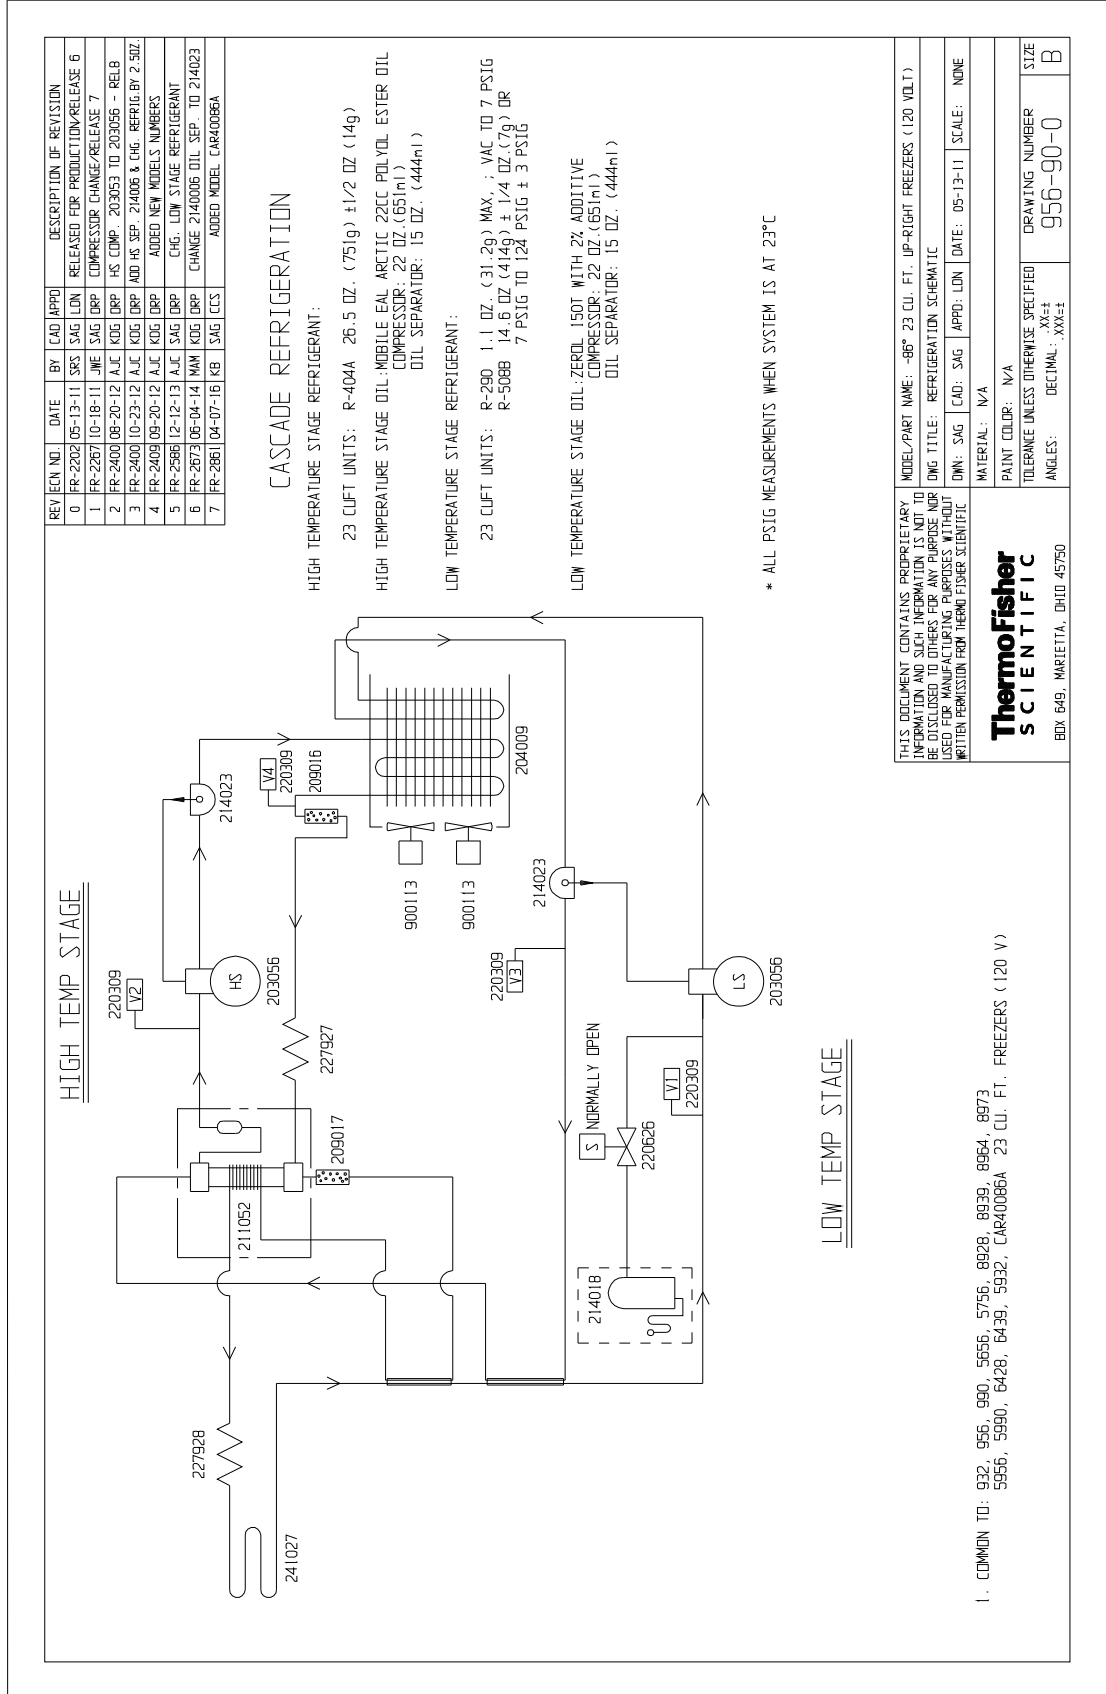 REV ECN NO. DATE BY CAD APPD DESCRIPTION OF REVISION
0 FR-2202 05-13-11 SRS SAG LDN RELEASED FOR PRODUCTION/RELEASE 6
1 FR-2267 10-18-11 JWE SAG DRP COMPRESSOR CHANGE/RELEASE 7
2 FR-2400 08-20-12 AJC KDG DRP HS COMP. 203053 TO 203056 - REL8
3 FR-2400 10-23-12 AJC KDG DRP ADD HS SEP. 214006 & CHG. REFRIG.BY 2.5OZ.
4 FR-2409 09-20-12 AJC KDG DRP ADDED NEW MODELS NUMBERS
5 FR-2586 12-12-13 AJC SAG DRP CHG. LOW STAGE REFRIGERANT
6 FR-2673 06-04-14 MAM KDG DRP CHANGE 2140006 OIL SEP. TO 214023
7 FR-2861 04-07-16 KB SAG CCS ADDED MODEL CAR40086A
CASCADE REFRIGERATION
HIGH TEMPERATURE STAGE REFRIGERANT:
23 CUFT UNITS: R-404A 26.5 OZ. (751g) ±1/2 OZ (14g)
HIGH TEMPERATURE STAGE OIL:MOBILE EAL ARCTIC 22CC POLYOL ESTER OIL
COMPRESSOR: 22 OZ.(651ml)
OIL SEPARATOR: 15 OZ. (444ml)
LOW TEMPERATURE STAGE REFRIGERANT:
23 CUFT UNITS: R-290 1.1 OZ. (31.2g) MAX, ; VAC TO 7 PSIG
R-508B 14.6 OZ (414g) ± 1/4 OZ.(7g) OR
7 PSIG TO 124 PSIG ± 3 PSIG
LOW TEMPERATURE STAGE OIL:ZEROL 150T WITH 2% ADDITIVE
COMPRESSOR: 22 OZ.(651ml)
OIL SEPARATOR: 15 OZ. (444ml)
* ALL PSIG MEASUREMENTS WHEN SYSTEM IS AT 23°C
HIGH TEMP STAGE
220309
V2
HS
203056
214023
V4
220309
209016
204009
900113
900113
227927
209017
211052
227928
241027
214023
220309
V3
LS
203056
S NORMALLY OPEN
220626
V1
220309
214018
LOW TEMP STAGE
1. COMMON TO: 932, 956, 990, 5656, 5756, 8928, 8939, 8964, 8973
5956, 5990, 6428, 6439, 5932, CAR40086A 23 CU. FT. FREEZERS (120 V)
THIS DOCUMENT CONTAINS PROPRIETARY
INFORMATION AND SUCH INFORMATION IS NOT TO
BE DISCLOSED TO OTHERS FOR ANY PURPOSE NOR
USED FOR MANUFACTURING PURPOSES WITHOUT
WRITTEN PERMISSION FROM THERMO FISHER SCIENTIFIC
ThermoFisher
SCIENTIFIC
BOX 649, MARIETTA, OHIO 45750
MODEL/PART NAME: -86° 23 CU. FT. UP-RIGHT FREEZERS (120 VOLT)
DWG TITLE: REFRIGERATION SCHEMATIC
DWN: SAG CAD: SAG APPD: LDN DATE: 05-13-11 SCALE: NONE
MATERIAL: N/A
PAINT COLOR: N/A
TOLERANCE UNLESS OTHERWISE SPECIFIED
ANGLES: DECIMAL: .XX=±
.XXX=±
DRAWING NUMBER
956-90-0
SIZE
B